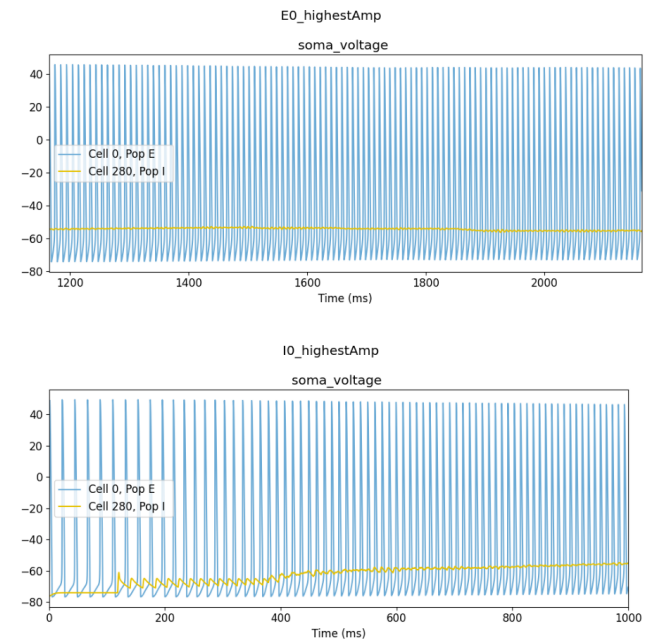 E0_highestAmp
soma_voltage
40
20
0
−20
−40
−60
−80
Cell 0, Pop E
Cell 280, Pop I
1200 1400 1600 1800 2000
Time (ms)
I0_highestAmp
soma_voltage
40
20
0
−20
−40
−60
−80
Cell 0, Pop E
Cell 280, Pop I
0 200 400 600 800 1000
Time (ms)